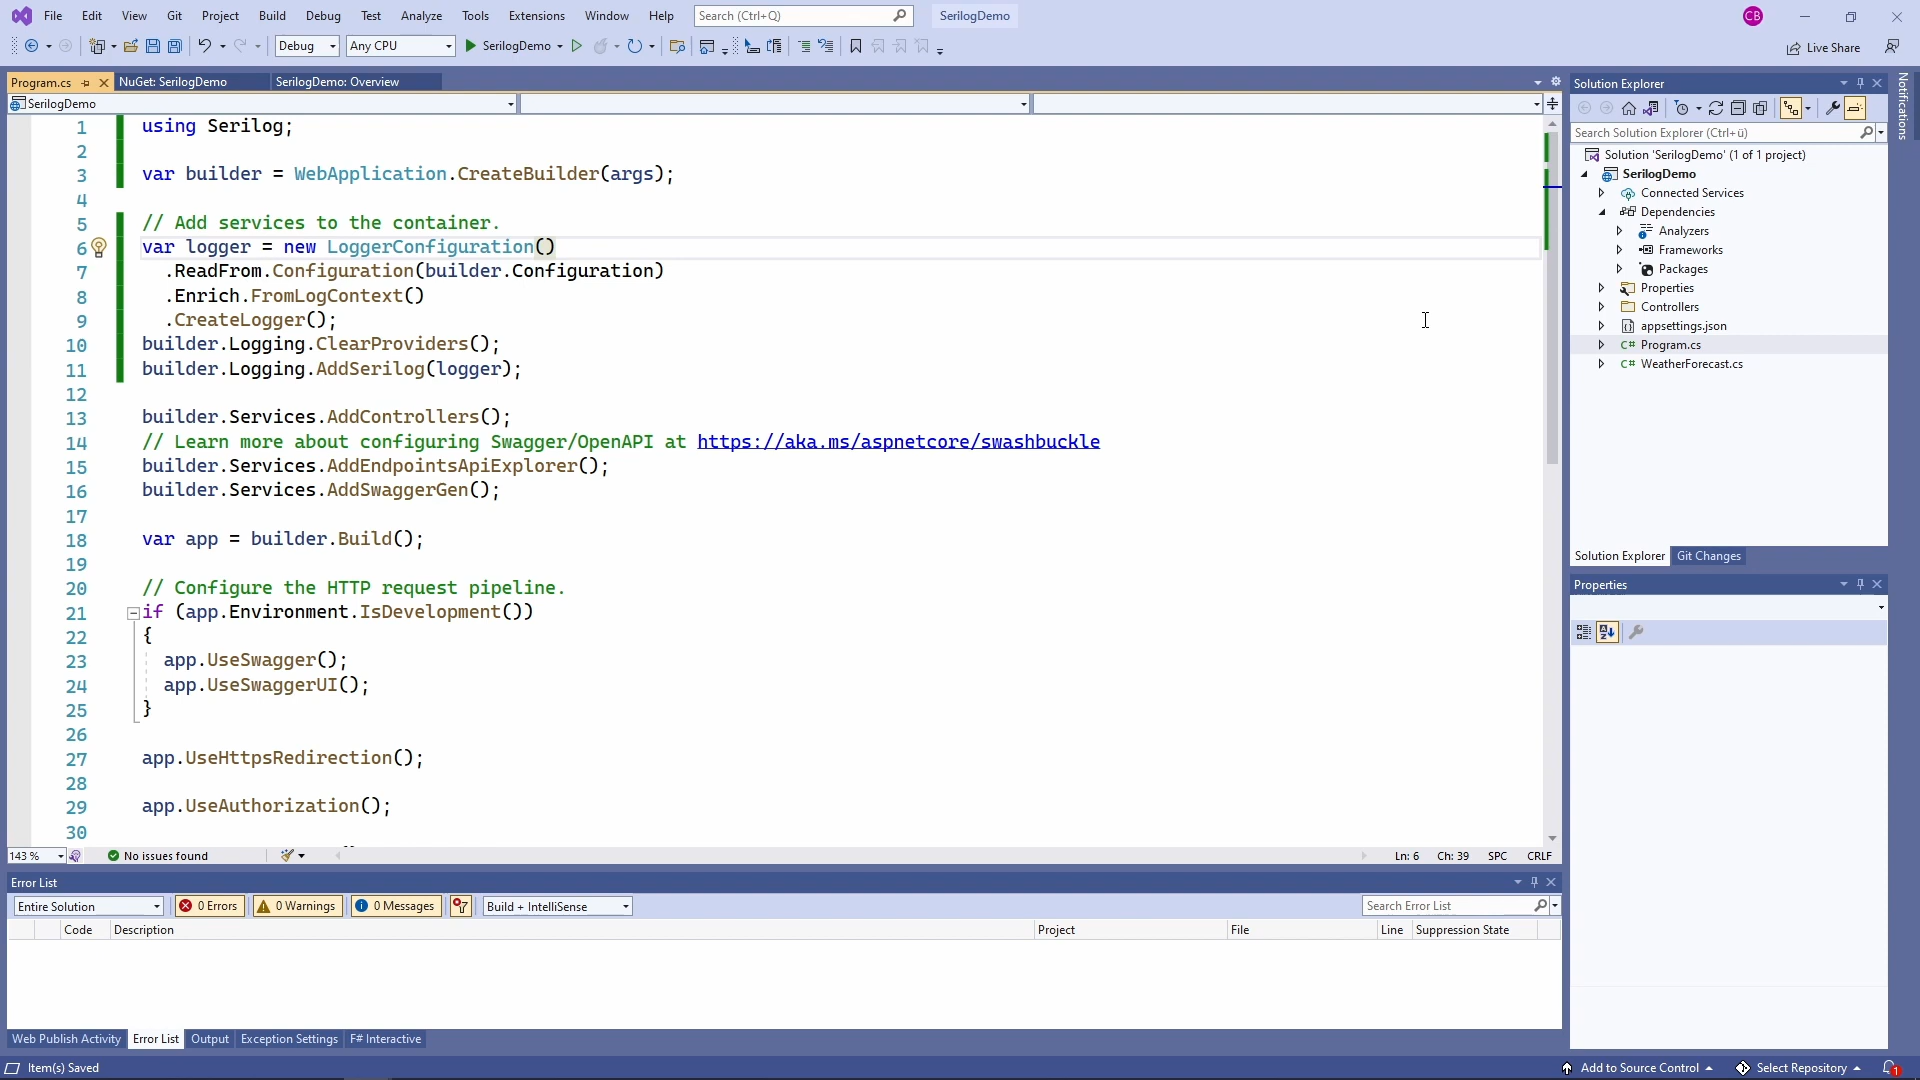 File Edit View Git Project Build Debug Test Analyze Tools Extensions Window Help Search (Ctrl+Q) SerilogDemo CB
Debug Any CPU SerilogDemo Live Share
Program.cs NuGet: SerilogDemo SerilogDemo: Overview
SerilogDemo
1 using Serilog;
2
3 var builder = WebApplication.CreateBuilder(args);
4
5 // Add services to the container.
6 var logger = new LoggerConfiguration()
7 .ReadFrom.Configuration(builder.Configuration)
8 .Enrich.FromLogContext()
9 .CreateLogger();
10 builder.Logging.ClearProviders();
11 builder.Logging.AddSerilog(logger);
12
13 builder.Services.AddControllers();
14 // Learn more about configuring Swagger/OpenAPI at https://aka.ms/aspnetcore/swashbuckle
15 builder.Services.AddEndpointsApiExplorer();
16 builder.Services.AddSwaggerGen();
17
18 var app = builder.Build();
19
20 // Configure the HTTP request pipeline.
21 if (app.Environment.IsDevelopment())
22 {
23 app.UseSwagger();
24 app.UseSwaggerUI();
25 }
26
27 app.UseHttpsRedirection();
28
29 app.UseAuthorization();
30
143 % No issues found Ln: 6 Ch: 39 SPC CRLF
Solution Explorer
Search Solution Explorer (Ctrl+ü)
Solution 'SerilogDemo' (1 of 1 project)
SerilogDemo
Connected Services
Dependencies
Analyzers
Frameworks
Packages
Properties
Controllers
appsettings.json
C# Program.cs
C# WeatherForecast.cs
Solution Explorer Git Changes
Properties
Notifications
Error List
Entire Solution 0 Errors 0 Warnings 0 Messages Build + IntelliSense Search Error List
Code Description Project File Line Suppression State
Web Publish Activity Error List Output Exception Settings F# Interactive
Item(s) Saved Add to Source Control Select Repository 1